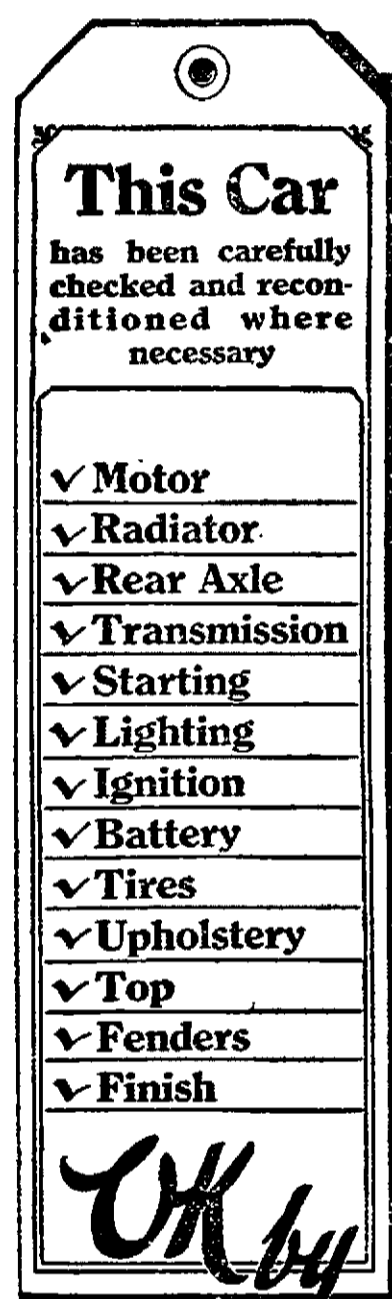 This Car
has been carefully
checked and recon-
ditioned where
necessary
✓ Motor
✓ Radiator
✓ Rear Axle
✓ Transmission
✓ Starting
✓ Lighting
✓ Ignition
✓ Battery
✓ Tires
✓ Upholstery
✓ Top
✓ Fenders
✓ Finish
OK by